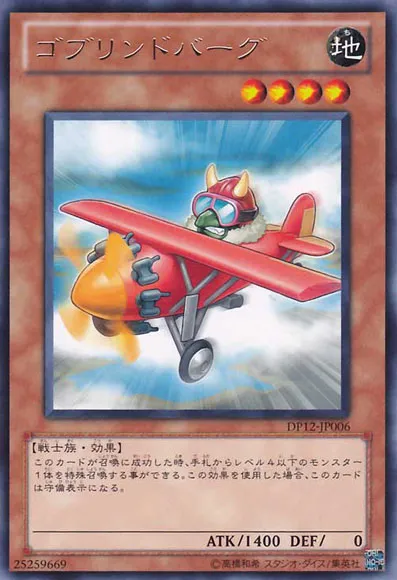 ゴブリンドバーグ
地
DP12-JP006
【戦士族・効果】
このカードが召喚に成功した時、手札からレベル4以下のモンスター
1体を特殊召喚する事ができる。この効果を使用した場合、このカード
は守備表示になる。
ATK/1400 DEF/ 0
25259669
©高橋和希 スタジオ・ダイス/集英社